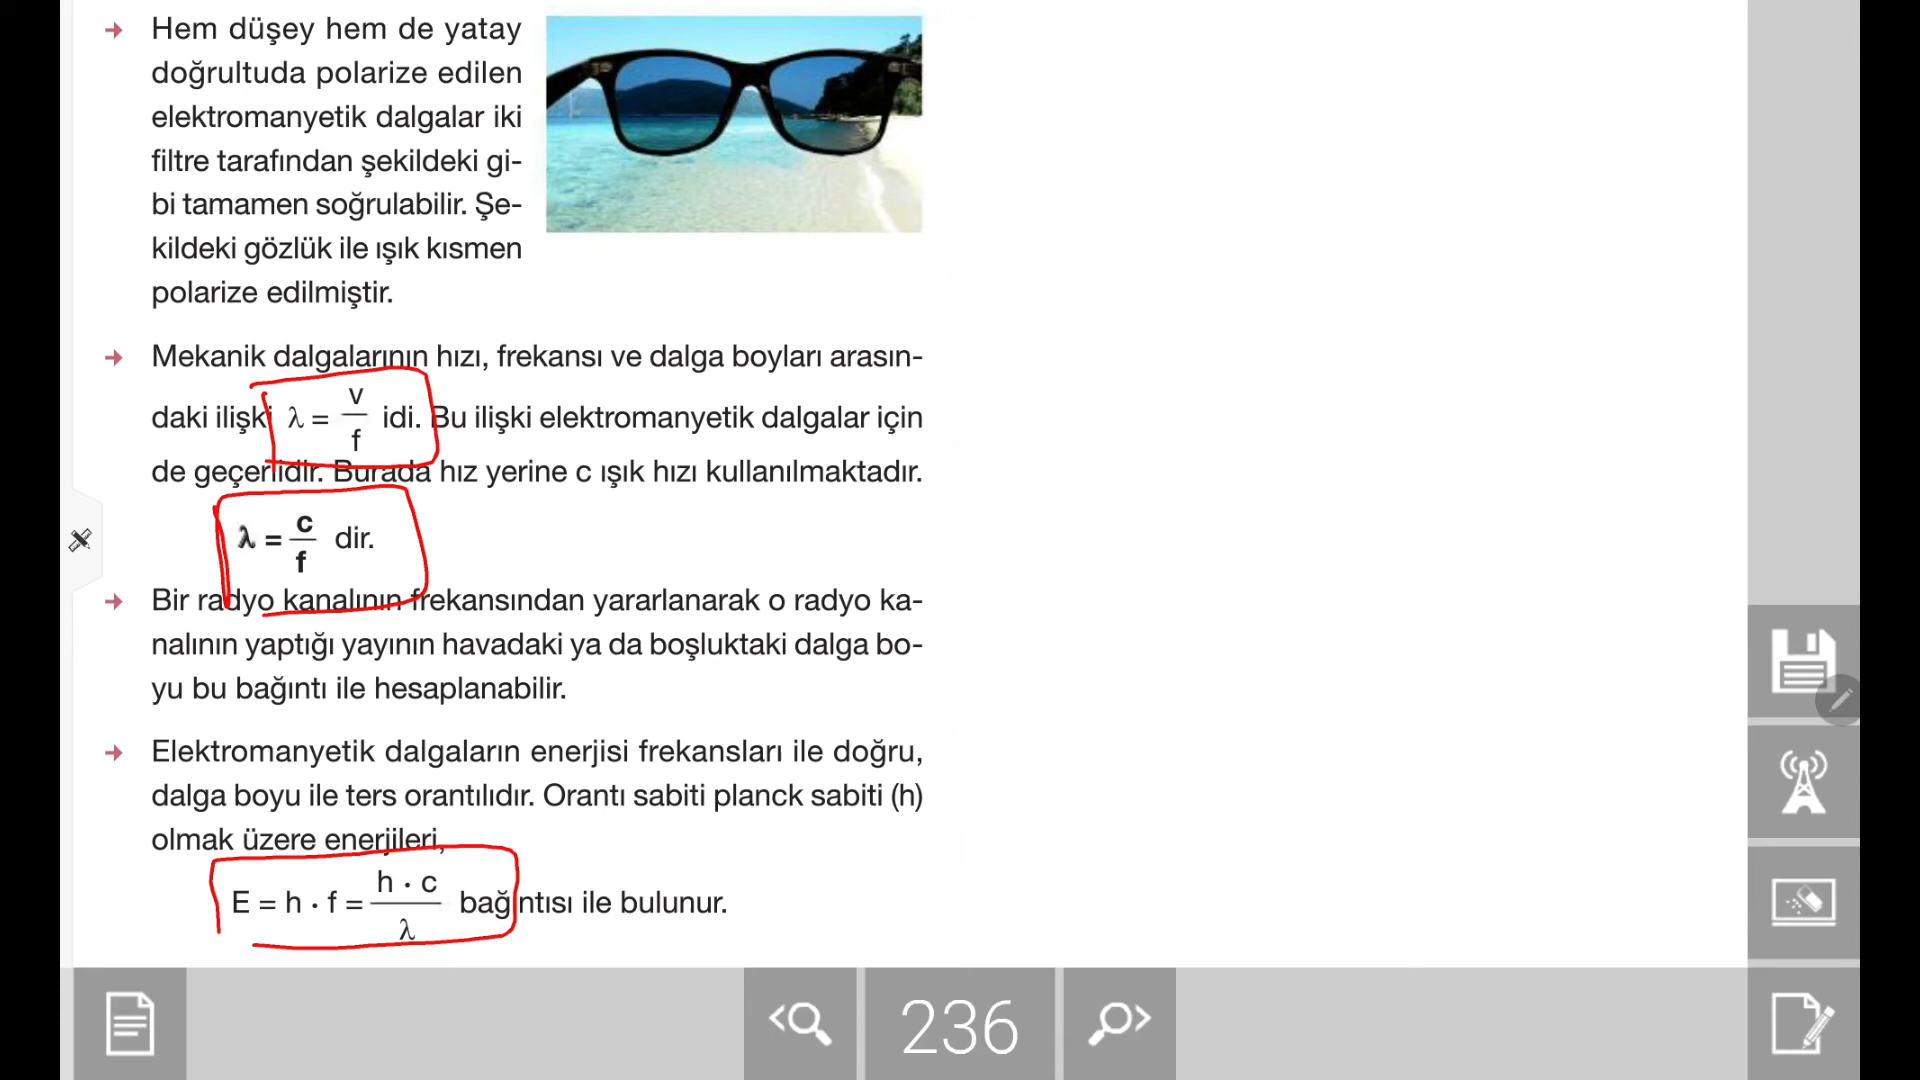 Hem düşey hem de yatay
doğrultuda polarize edilen
elektromanyetik dalgalar iki
filtre tarafından şekildeki gi-
bi tamamen soğrulabilir. Şe-
kildeki gözlük ile ışık kısmen
polarize edilmiştir.
Mekanik dalgalarının hızı, frekansı ve dalga boyları arasın-
daki ilişki λ = v/f idi. Bu ilişki elektromanyetik dalgalar için
de geçerlidir. Burada hız yerine c ışık hızı kullanılmaktadır.
λ = c/f dir.
Bir radyo kanalının frekansından yararlanarak o radyo ka-
nalının yaptığı yayının havadaki ya da boşluktaki dalga bo-
yu bu bağıntı ile hesaplanabilir.
Elektromanyetik dalgaların enerjisi frekansları ile doğru,
dalga boyu ile ters orantılıdır. Orantı sabiti planck sabiti (h)
olmak üzere enerjileri,
E = h · f = h · c/λ bağıntısı ile bulunur.
236